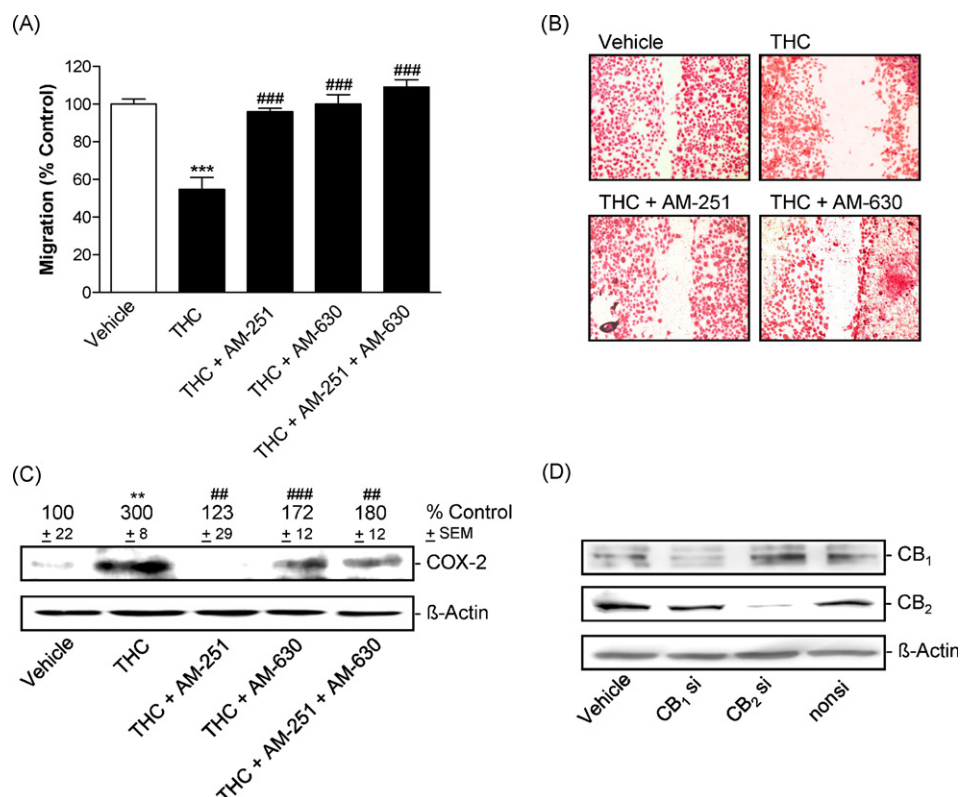 (A)
120
100
80
60
40
20
0
Migration (% Control)
***
###
###
###
Vehicle
THC
THC + AM-251
THC + AM-630
THC + AM-251 + AM-630
(B)
Vehicle
THC
THC + AM-251
THC + AM-630
(C)
** ## ### ##
100 300 123 172 180 % Control
± 22 ± 8 ± 29 ± 12 ± 12 ± SEM
COX-2
ß-Actin
Vehicle
THC
THC + AM-251
THC + AM-630
THC + AM-251 + AM-630
(D)
CB₁
CB₂
ß-Actin
Vehicle
CB₁ si
CB₂ si
nonsi